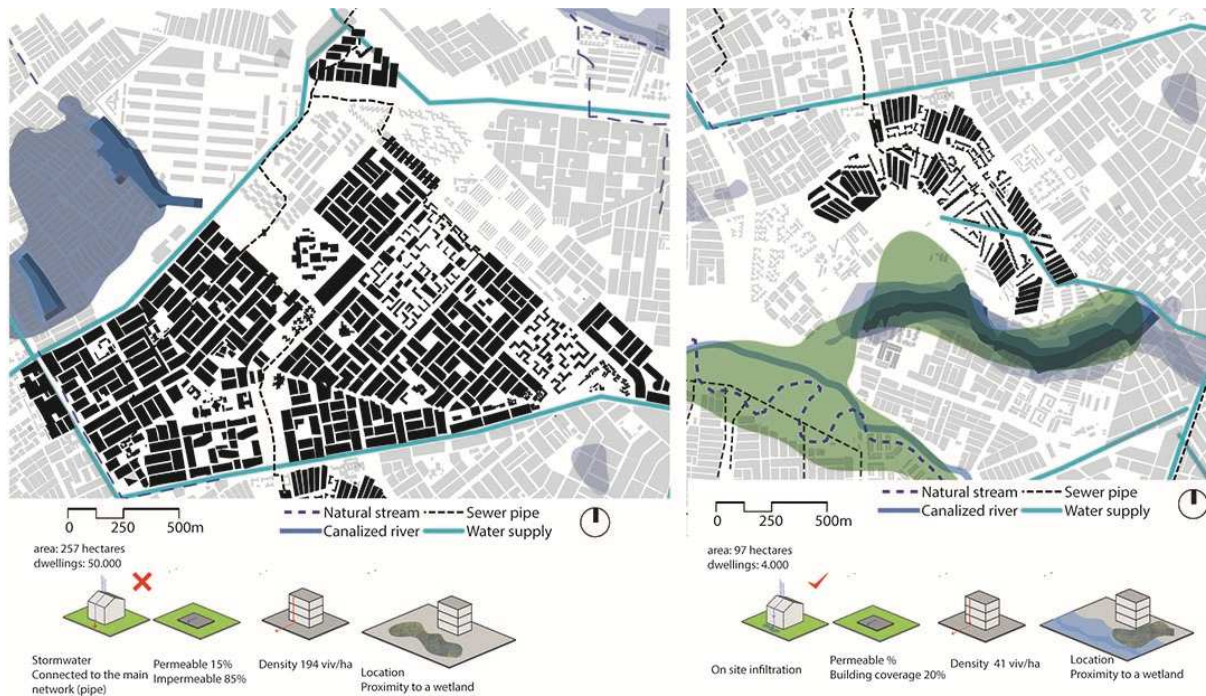 Natural stream
Sewer pipe
Canalized river
Water supply
0 250 500m
area: 257 hectares
dwellings: 50.000
Stormwater
Connected to the main
network (pipe)
Permeable 15%
Impermeable 85%
Density 194 viv/ha
Location
Proximity to a wetland
Natural stream
Sewer pipe
Canalized river
Water supply
0 250 500m
area: 97 hectares
dwellings: 4.000
On site infiltration
Permeable %
Building coverage 20%
Density 41 viv/ha
Location
Proximity to a wetland